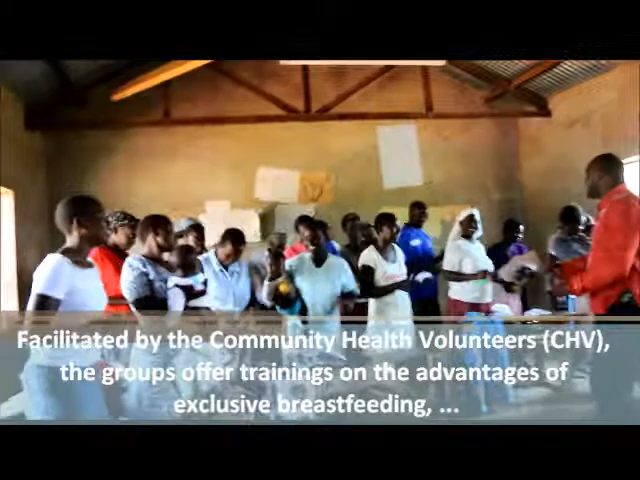 Facilitated by the Community Health Volunteers (CHV),
the groups offer trainings on the advantages of
exclusive breastfeeding, ...